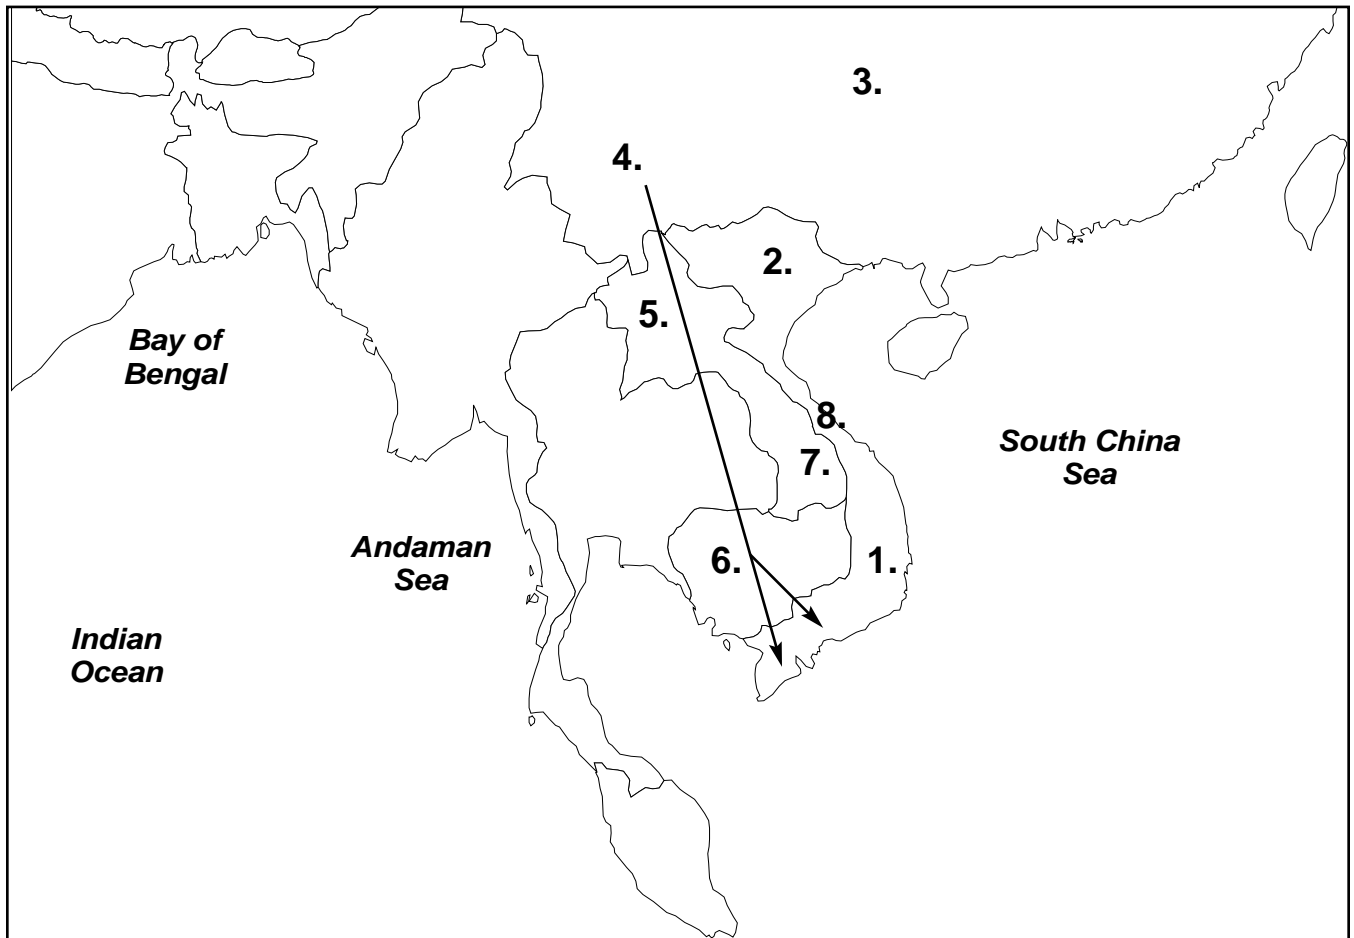 3.
4.
2.
5.
Bay of
Bengal
8.
South China
Sea
7.
Andaman
Sea
6.
1.
Indian
Ocean